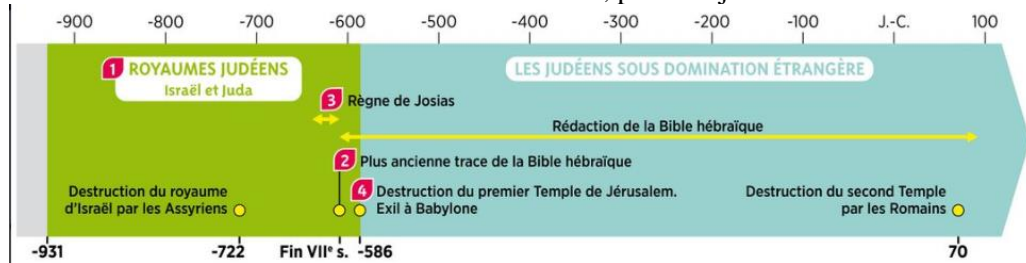 -900 -800 -700 -600 -500 -400 -300 -200 -100 J.-C. 100
1 ROYAUMES JUDÉENS
Israël et Juda
LES JUDÉENS SOUS DOMINATION ÉTRANGÈRE
3 Règne de Josias
Rédaction de la Bible hébraïque
2 Plus ancienne trace de la Bible hébraïque
Destruction du royaume
d'Israël par les Assyriens
4 Destruction du premier Temple de Jérusalem.
Exil à Babylone
Destruction du second Temple
par les Romains
-931 -722 Fin VIIe s. -586 70